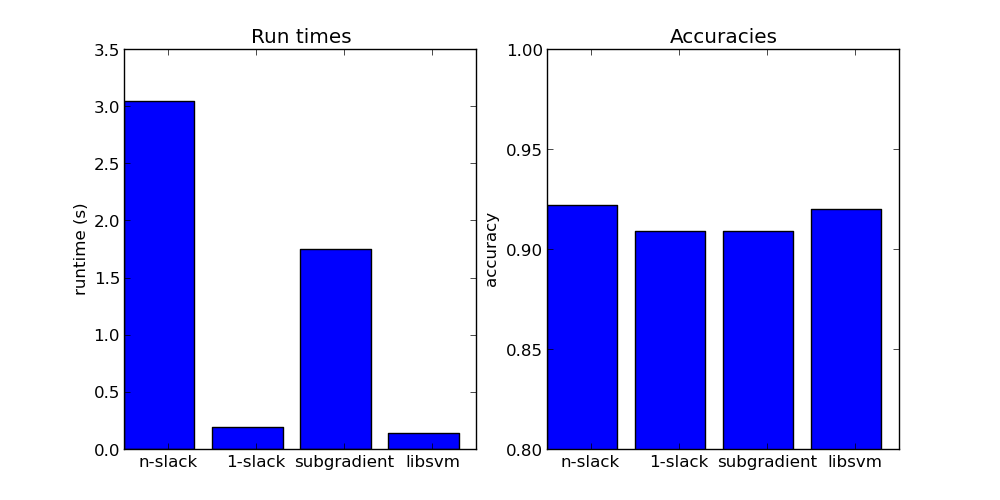 Run times
3.5
3.0
2.5
2.0
1.5
1.0
0.5
0.0
runtime (s)
n-slack 1-slack subgradient libsvm
Accuracies
1.00
0.95
0.90
0.85
0.80
accuracy
n-slack 1-slack subgradient libsvm